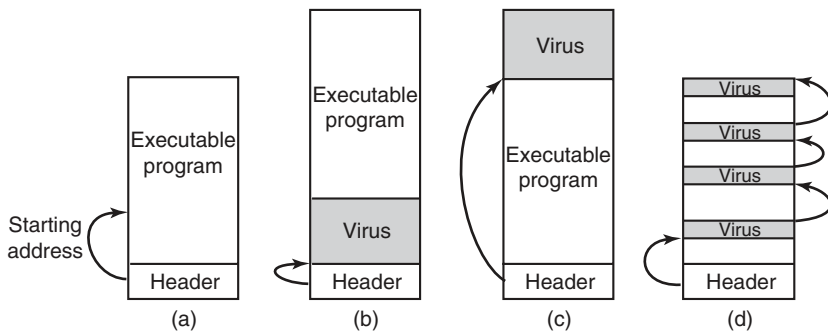 Executable
program
Starting
address
Header
(a)
Executable
program
Virus
Header
(b)
Virus
Executable
program
Header
(c)
Virus
Virus
Virus
Virus
Header
(d)